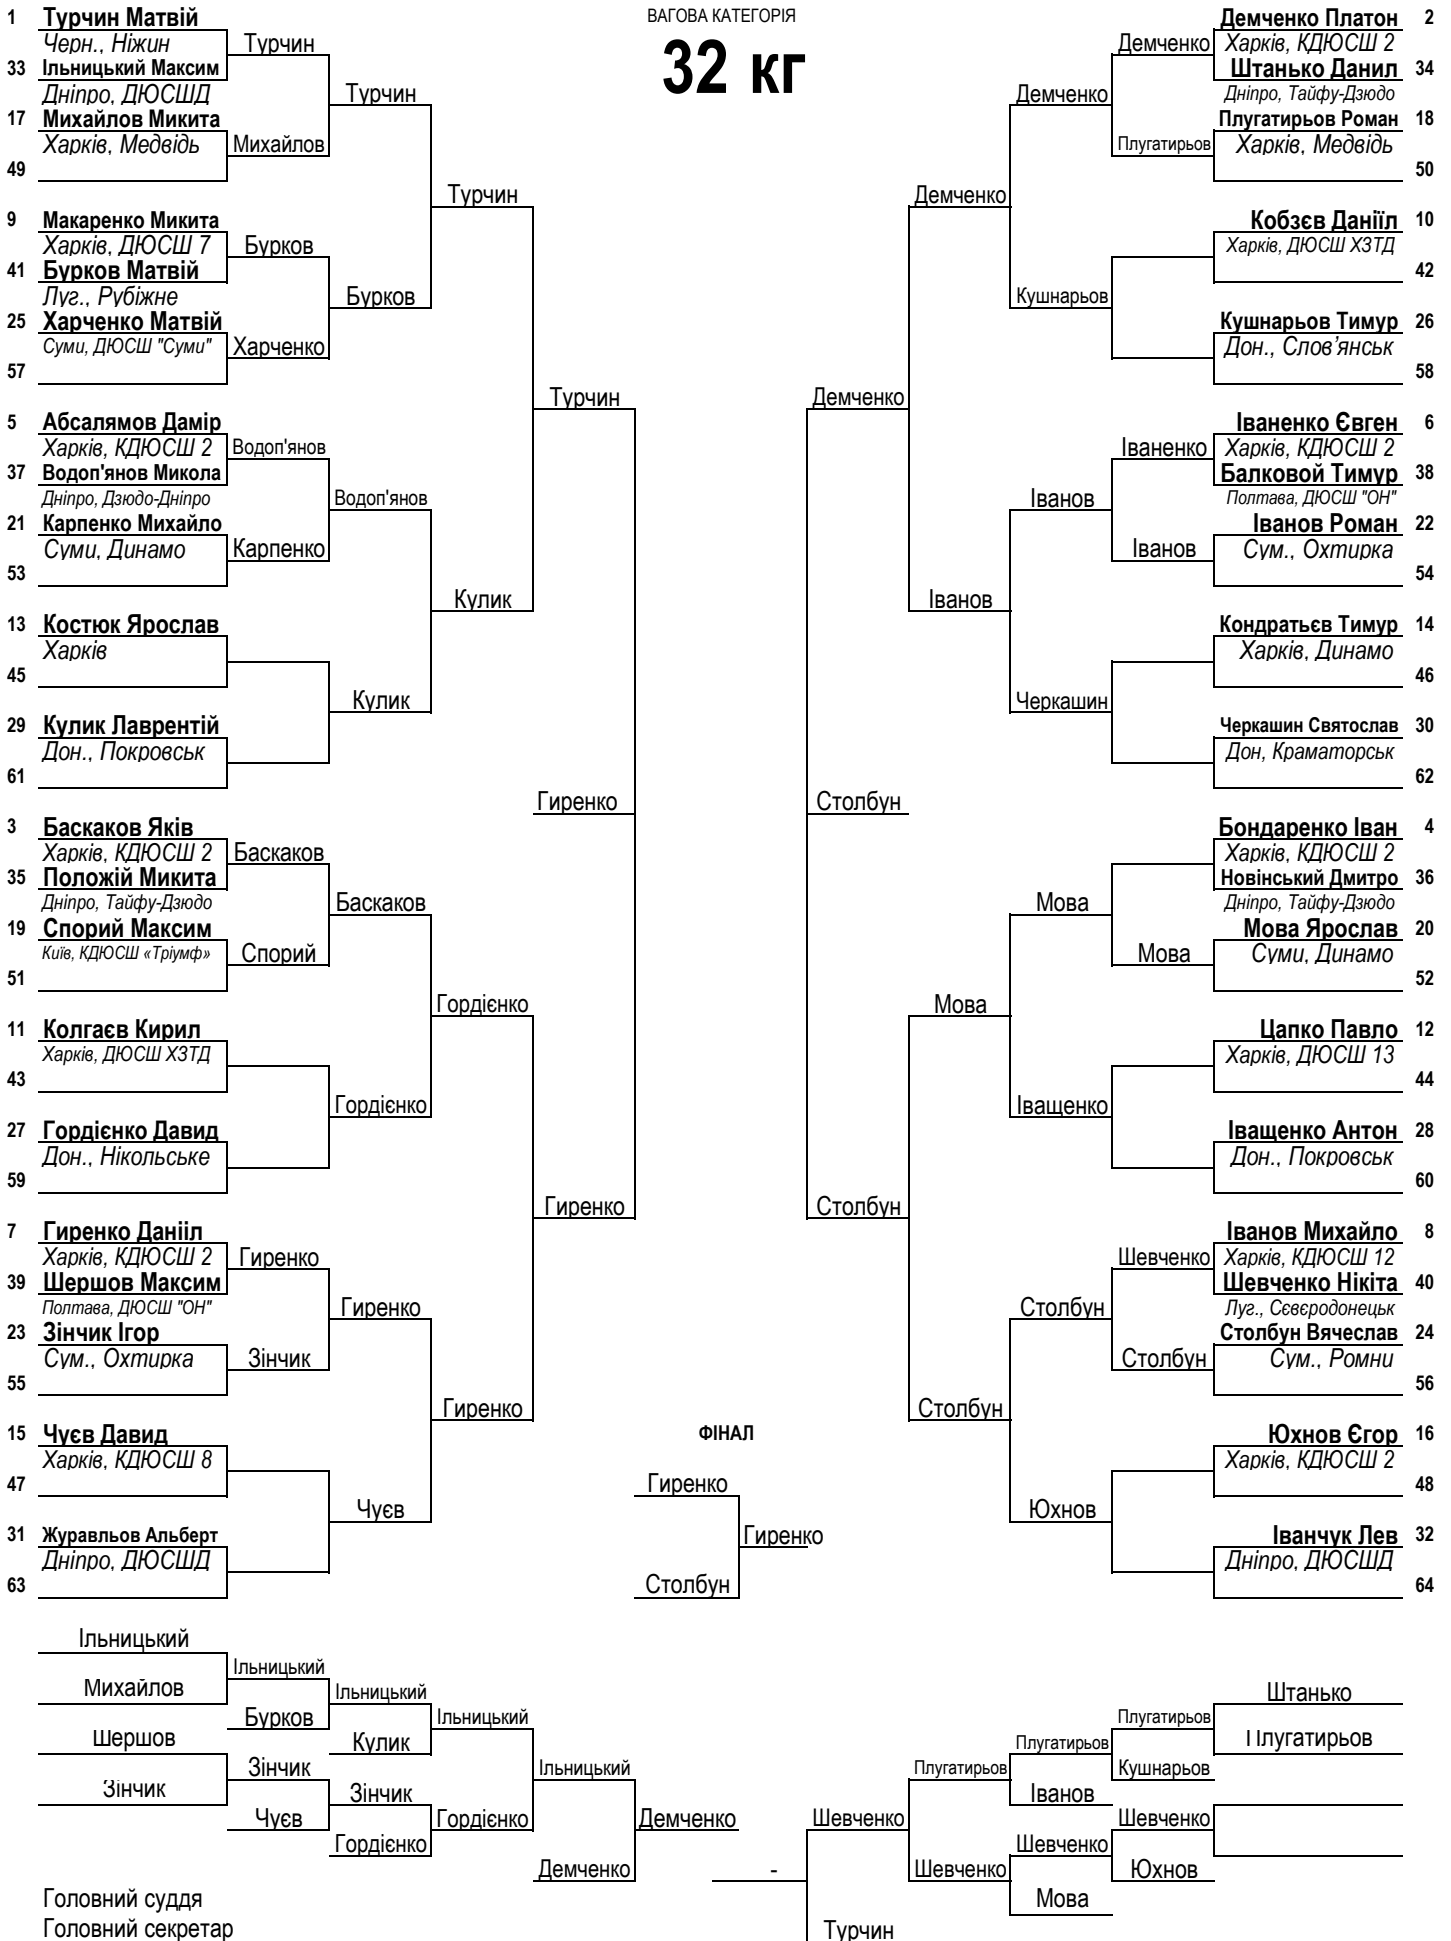 ВАГОВА КАТЕГОРІЯ
32 кг
1 Турчин Матвій
Черн., Ніжин
33 Ільницький Максим
Дніпро, ДЮСШД
17 Михайлов Микита
Харків, Медвідь
49
9 Макаренко Микита
Харків, ДЮСШ 7
41 Бурков Матвій
Луг., Рубіжне
25 Харченко Матвій
Суми, ДЮСШ "Суми"
57
5 Абсалямов Дамір
Харків, КДЮСШ 2
37 Водоп'янов Микола
Дніпро, Дзюдо-Дніпро
21 Карпенко Михайло
Суми, Динамо
53
13 Костюк Ярослав
Харків
45
29 Кулик Лаврентій
Дон., Покровськ
61
3 Баскаков Яків
Харків, КДЮСШ 2
35 Положій Микита
Дніпро, Тайфу-Дзюдо
19 Спорий Максим
Київ, КДЮСШ «Тріумф»
51
11 Колгаєв Кирил
Харків, ДЮСШ ХЗТД
43
27 Гордієнко Давид
Дон., Нікольське
59
7 Гиренко Данііл
Харків, КДЮСШ 2
39 Шершов Максим
Полтава, ДЮСШ "ОН"
23 Зінчик Ігор
Сум., Охтирка
55
15 Чуєв Давид
Харків, КДЮСШ 8
47
31 Журавльов Альберт
Дніпро, ДЮСШД
63
Турчин
Михайлов
Бурков
Харченко
Водоп'янов
Карпенко
Баскаков
Спорий
Гиренко
Зінчик
Турчин
Бурков
Водоп'янов
Кулик
Баскаков
Гордієнко
Гиренко
Чуєв
Турчин
Кулик
Гордієнко
Гиренко
Турчин
Гиренко
Гиренко
Демченко Платон 2
Харків, КДЮСШ 2
Штанько Данил 34
Дніпро, Тайфу-Дзюдо
Плугатирьов Роман 18
Харків, Медвідь
50
Кобзєв Даніїл 10
Харків, ДЮСШ ХЗТД
42
Кушнарьов Тимур 26
Дон., Слов’янськ
58
Іваненко Євген 6
Харків, КДЮСШ 2
Балковой Тимур 38
Полтава, ДЮСШ "ОН"
Іванов Роман 22
Сум., Охтирка
54
Кондратьєв Тимур 14
Харків, Динамо
46
Черкашин Святослав 30
Дон, Краматорськ
62
Бондаренко Іван 4
Харків, КДЮСШ 2
Новінський Дмитро 36
Дніпро, Тайфу-Дзюдо
Мова Ярослав 20
Суми, Динамо
52
Цапко Павло 12
Харків, ДЮСШ 13
44
Іващенко Антон 28
Дон., Покровськ
60
Іванов Михайло 8
Харків, КДЮСШ 12
Шевченко Нікіта 40
Луг., Сєвєродонецьк
Столбун Вячеслав 24
Сум., Ромни
56
Юхнов Єгор 16
Харків, КДЮСШ 2
48
Іванчук Лев 32
Дніпро, ДЮСШД
64
Демченко
Плугатирьов
Іваненко
Іванов
Мова
Шевченко
Столбун
Демченко
Кушнарьов
Іванов
Черкашин
Мова
Іващенко
Столбун
Юхнов
Демченко
Іванов
Мова
Столбун
Демченко
Столбун
Столбун
ФІНАЛ
Гиренко
Гиренко
Столбун
Ільницький
Михайлов
Шершов
Зінчик
Ільницький
Бурков
Зінчик
Чуєв
Ільницький
Кулик
Зінчик
Гордієнко
Ільницький
Гордієнко
Ільницький
Демченко
Демченко
Штанько
Плугатирьов
Плугатирьов
Кушнарьов
Шевченко
Юхнов
Плугатирьов
Іванов
Шевченко
Мова
Плугатирьов
Шевченко
Шевченко
-
Турчин
Головний суддя
Головний секретар